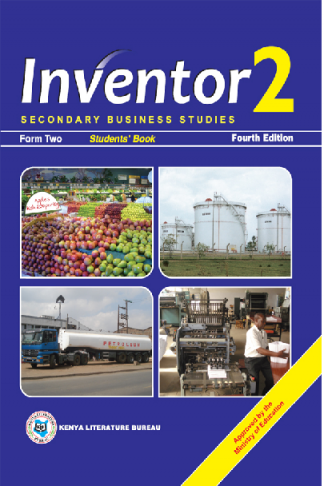 Inventor 2
SECONDARY BUSINESS STUDIES
Form Two Students' Book Fourth Edition
PETROLEUM
KENYA LITERATURE BUREAU
Approved by the
Ministry of Education